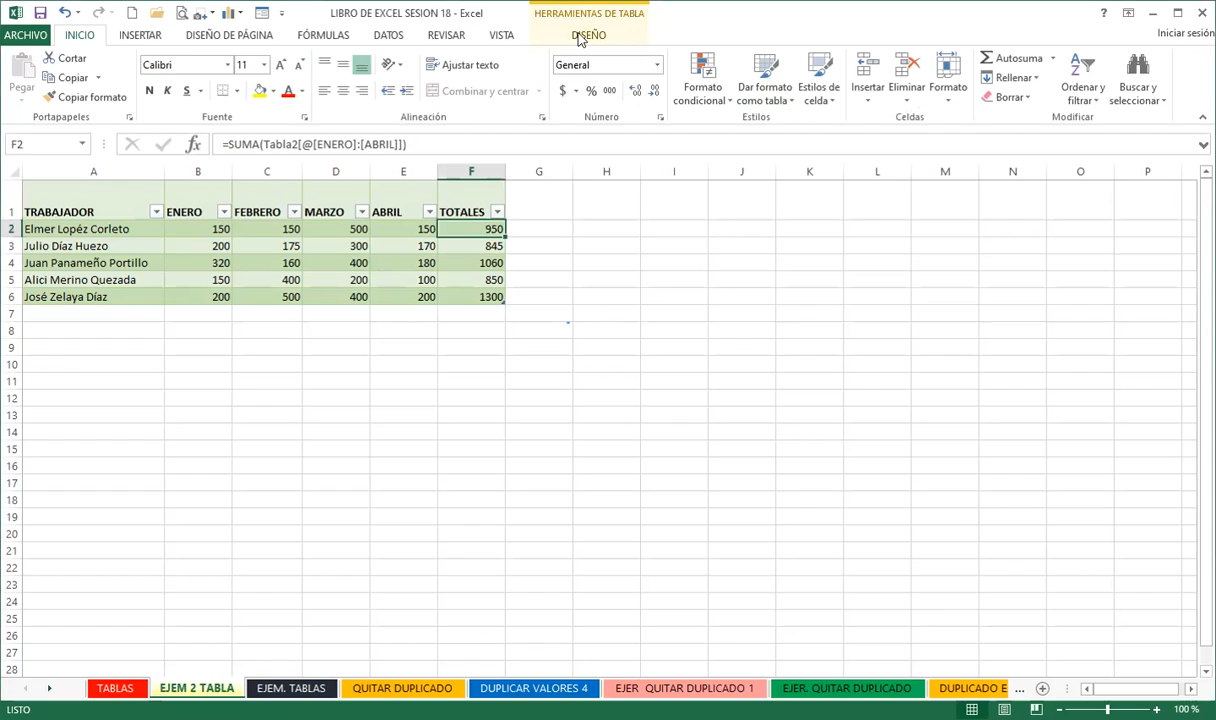 LIBRO DE EXCEL SESION 18 - Excel
HERRAMIENTAS DE TABLA
ARCHIVO INICIO INSERTAR DISEÑO DE PÁGINA FÓRMULAS DATOS REVISAR VISTA DISEÑO Iniciar sesión
Pegar
Cortar
Copiar
Copiar formato
Portapapeles
Calibri 11
N K S
Fuente
Ajustar texto
Combinar y centrar
Alineación
General
$ % 000
Número
Formato condicional
Dar formato como tabla
Estilos de celda
Estilos
Insertar Eliminar Formato
Celdas
Autosuma
Rellenar
Borrar
Ordenar y filtrar
Buscar y seleccionar
Modificar
F2 fx =SUMA(Tabla2[@[ENERO]:[ABRIL]])
A B C D E F G H I J K L M N O P
1 TRABAJADOR ENERO FEBRERO MARZO ABRIL TOTALES
2 Elmer Lopéz Corleto 150 150 500 150 950
3 Julio Díaz Huezo 200 175 300 170 845
4 Juan Panameño Portillo 320 160 400 180 1060
5 Alici Merino Quezada 150 400 200 100 850
6 José Zelaya Díaz 200 500 400 200 1300
7
8
9
10
11
12
13
14
15
16
17
18
19
20
21
22
23
24
25
26
27
28
TABLAS EJEM 2 TABLA EJEM. TABLAS QUITAR DUPLICADO DUPLICAR VALORES 4 EJER QUITAR DUPLICADO 1 EJER. QUITAR DUPLICADO DUPLICADO E ...
LISTO 100 %